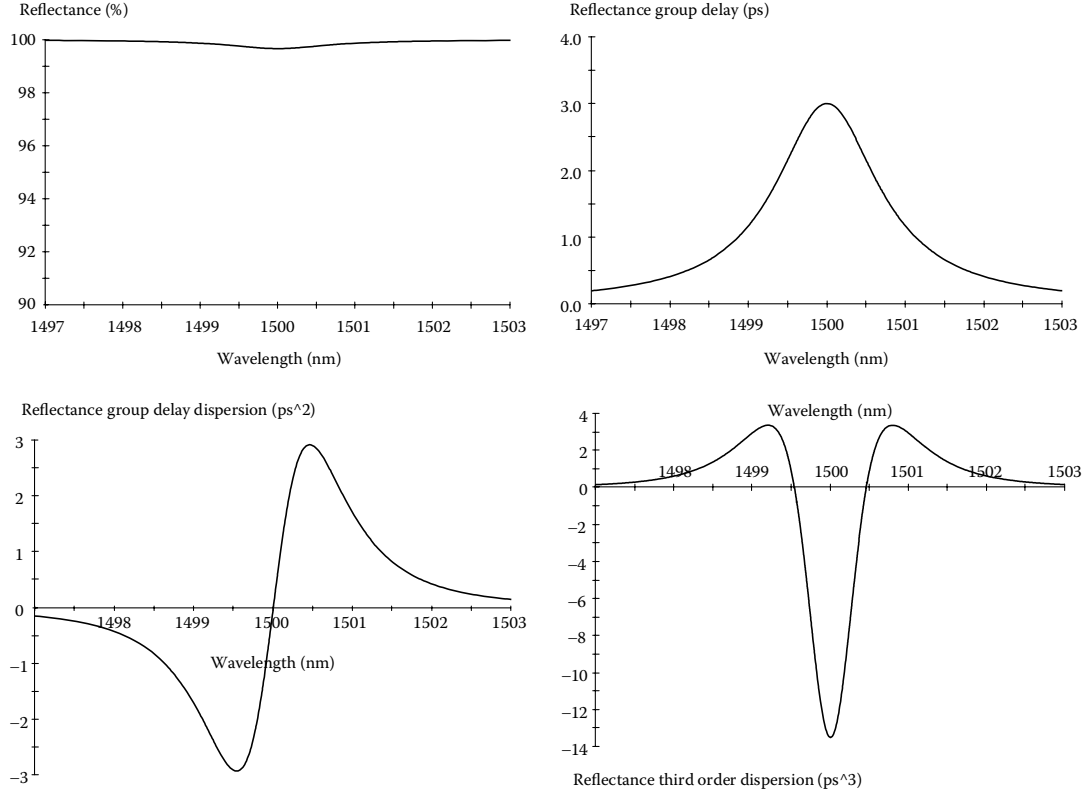 Reflectance (%)
100
98
96
94
92
90
1497 1498 1499 1500 1501 1502 1503
Wavelength (nm)
Reflectance group delay (ps)
4.0
3.0
2.0
1.0
0.0
1497 1498 1499 1500 1501 1502 1503
Wavelength (nm)
Reflectance group delay dispersion (ps^2)
3
2
1
0
1498 1499 1500 1501 1502 1503
Wavelength (nm)
−1
−2
−3
Wavelength (nm)
4
2
1498 1499 1500 1501 1502 1503
0
−2
−4
−6
−8
−10
−12
−14
Reflectance third order dispersion (ps^3)